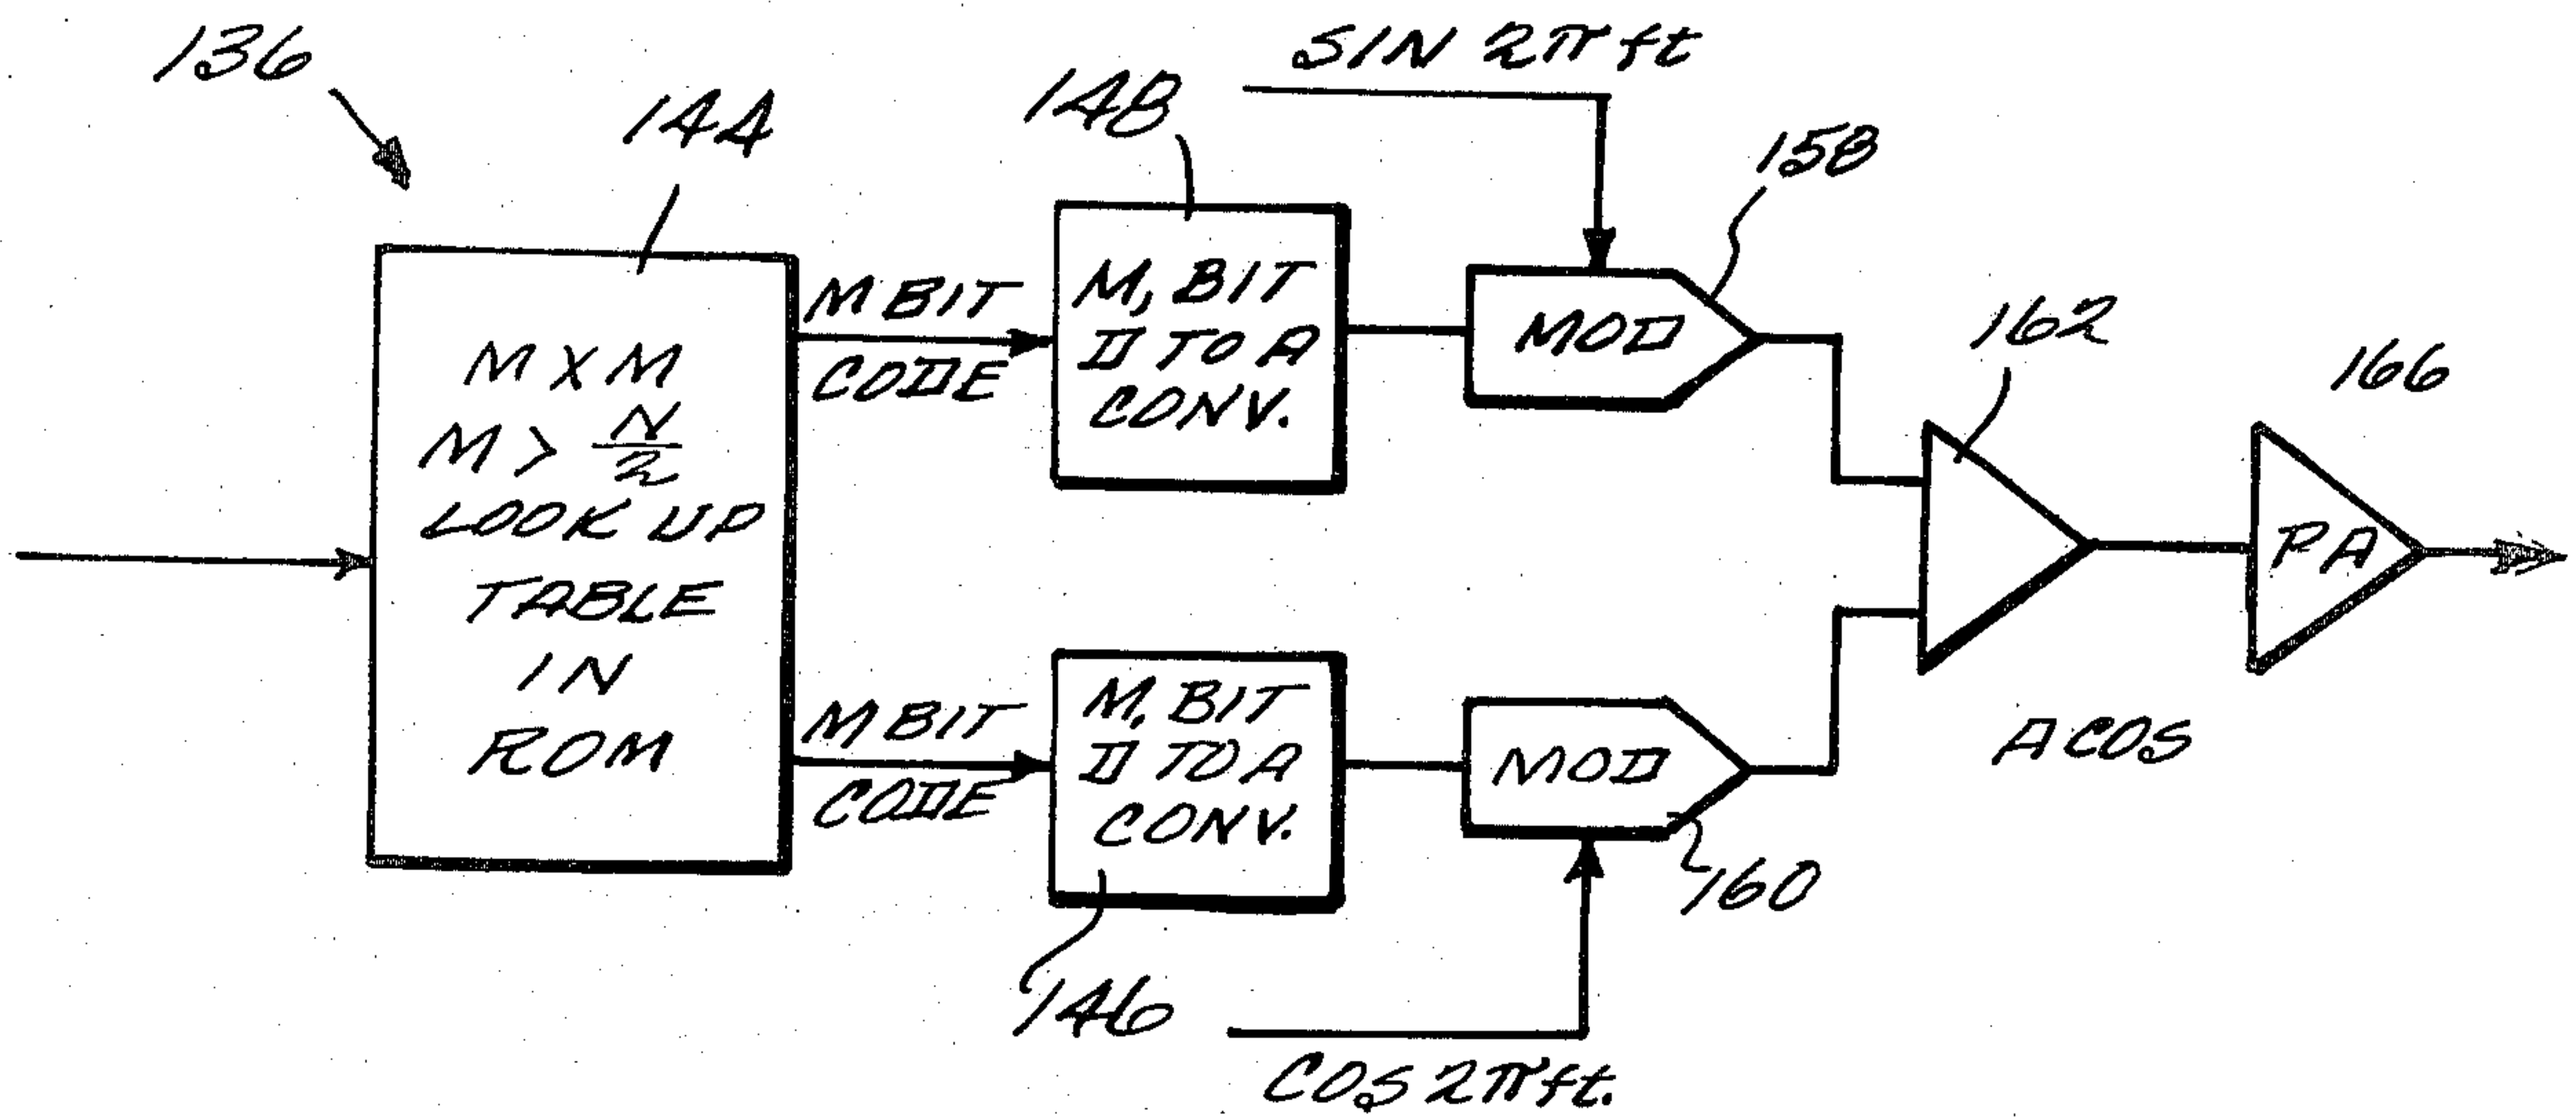 136
144
148
SIN 2πft
158
162
166
M X M
M > N/2
LOOK UP
TABLE
IN
ROM
M BIT
CODE
M, BIT
D TO A
CONV.
MOD
PA
M BIT
CODE
M, BIT
D TO A
CONV.
MOD
A COS
160
146
COS 2πft.